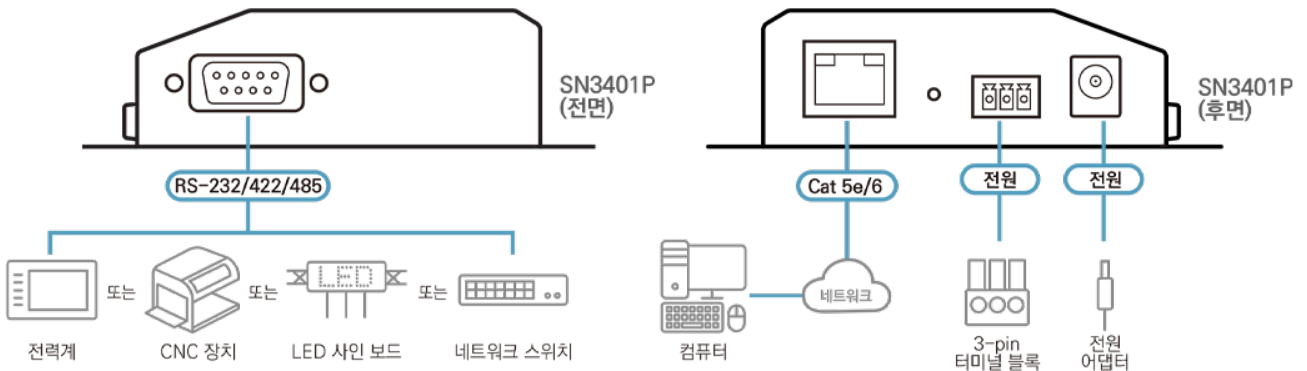 SN3401P
(전면)
RS-232/422/485
또는
또는
LED
또는
전력계
CNC 장치
LED 사인 보드
네트워크 스위치
SN3401P
(후면)
Cat 5e/6
전원
전원
네트워크
컴퓨터
3-pin
터미널 블록
전원
어댑터